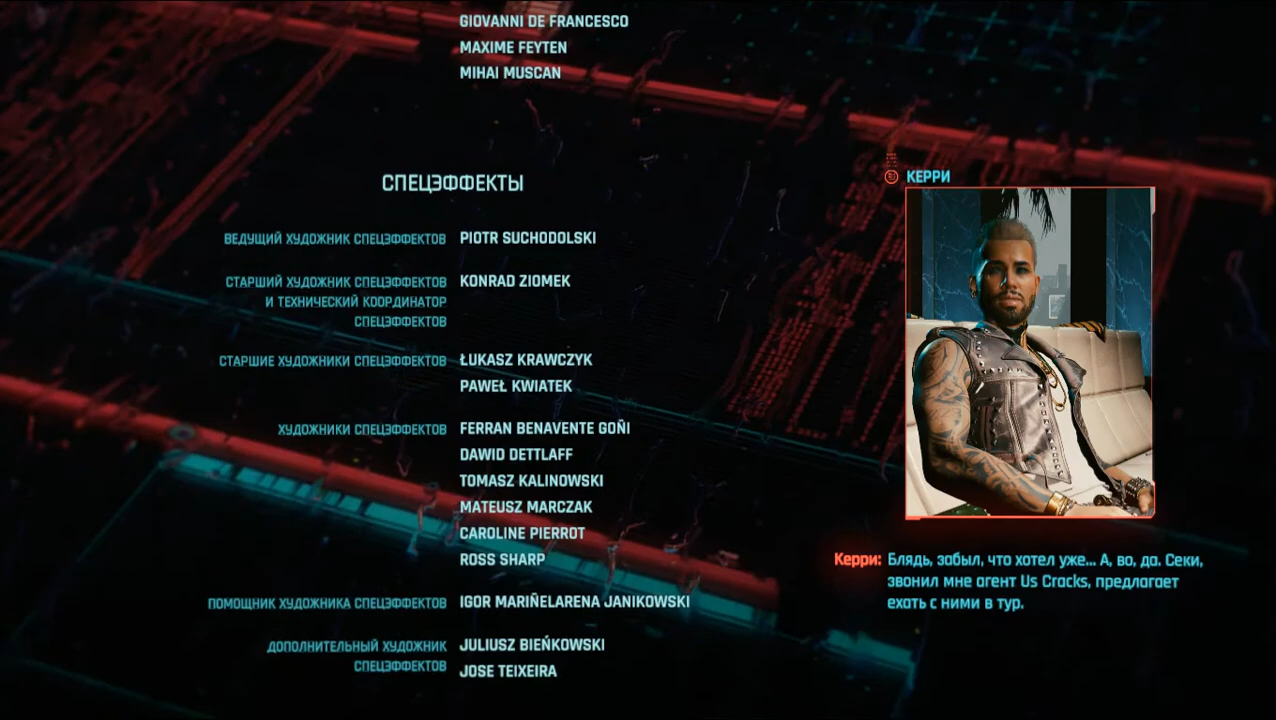 GIOVANNI DE FRANCESCO
MAXIME FEYTEN
MIHAI MUSCAN
СПЕЦЭФФЕКТЫ
ВЕДУЩИЙ ХУДОЖНИК СПЕЦЭФФЕКТОВ PIOTR SUCHODOLSKI
СТАРШИЙ ХУДОЖНИК СПЕЦЭФФЕКТОВ KONRAD ZIOMEK
И ТЕХНИЧЕСКИЙ КООРДИНАТОР
СПЕЦЭФФЕКТОВ
СТАРШИЕ ХУДОЖНИКИ СПЕЦЭФФЕКТОВ ŁUKASZ KRAWCZYK
PAWEŁ KWIATEK
ХУДОЖНИКИ СПЕЦЭФФЕКТОВ FERRAN BENAVENTE GOÑI
DAWID DETTLAFF
TOMASZ KALINOWSKI
MATEUSZ MARCZAK
CAROLINE PIERROT
ROSS SHARP
ПОМОЩНИК ХУДОЖНИКА СПЕЦЭФФЕКТОВ IGOR MARIÑELARENA JANIKOWSKI
ДОПОЛНИТЕЛЬНЫЙ ХУДОЖНИК JULIUSZ BIEŃKOWSKI
СПЕЦЭФФЕКТОВ JOSE TEIXEIRA
КЕРРИ
Керри: Блядь, забыл, что хотел уже... А, во, да. Секи,
звонил мне агент Us Cracks, предлагает
ехать с ними в тур.